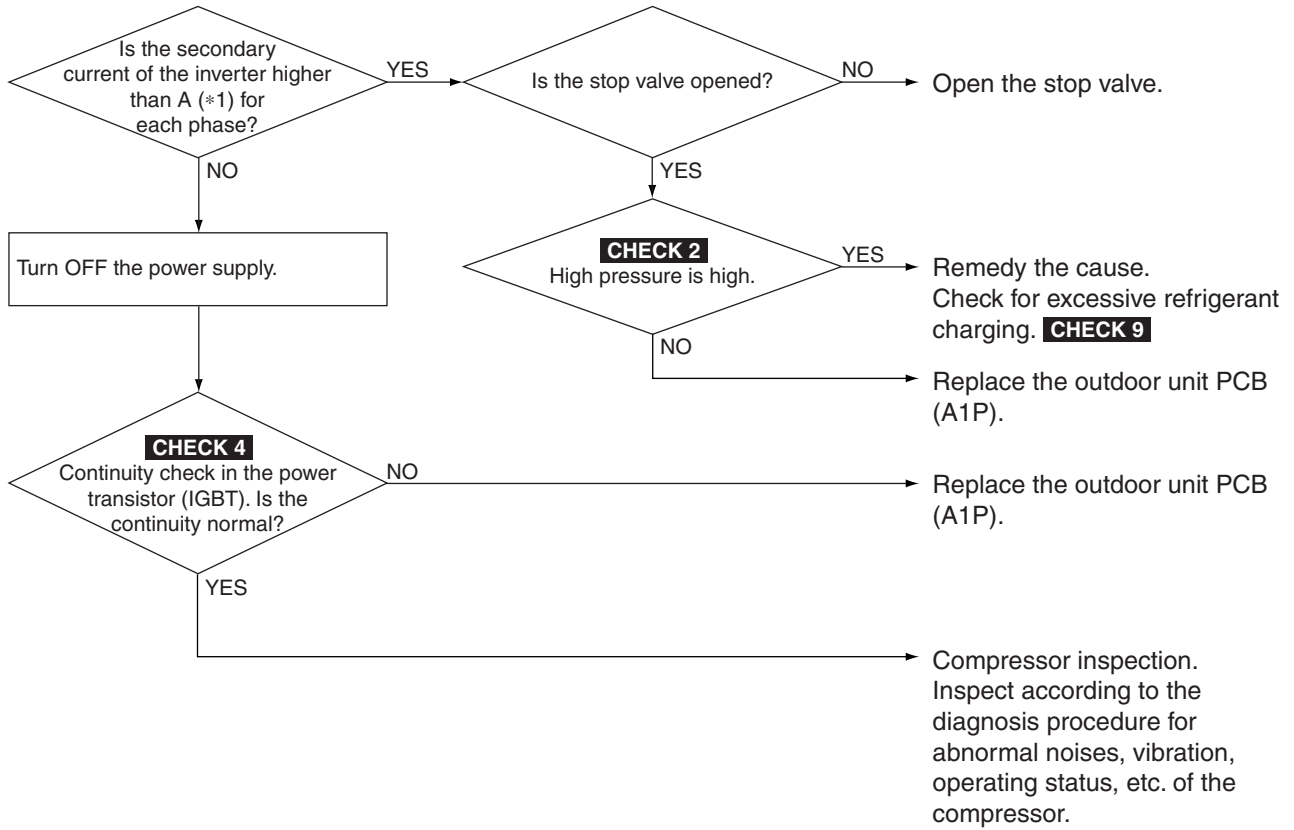 Is the secondary
current of the inverter higher
than A (∗1) for
each phase?
YES
Is the stop valve opened?
NO
Open the stop valve.
NO
YES
Turn OFF the power supply.
CHECK 2
High pressure is high.
YES
Remedy the cause.
Check for excessive refrigerant
charging. CHECK 9
NO
Replace the outdoor unit PCB
(A1P).
CHECK 4
Continuity check in the power
transistor (IGBT). Is the
continuity normal?
NO
Replace the outdoor unit PCB
(A1P).
YES
Compressor inspection.
Inspect according to the
diagnosis procedure for
abnormal noises, vibration,
operating status, etc. of the
compressor.